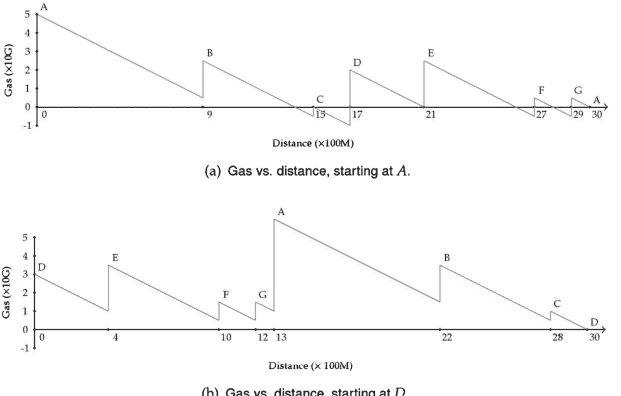 A
5
4
3
2
1
0
-1
Gas (×10G)
B
C
D
E
F
G
A
0 9 15 17 21 27 29 30
Distance (×100M)
(a) Gas vs. distance, starting at A.
A
5
4
3
2
1
0
-1
Gas (×10G)
D
E
F
G
B
C
D
0 4 10 12 13 22 28 30
Distance (× 100M)
(b) Gas vs. distance, starting at D